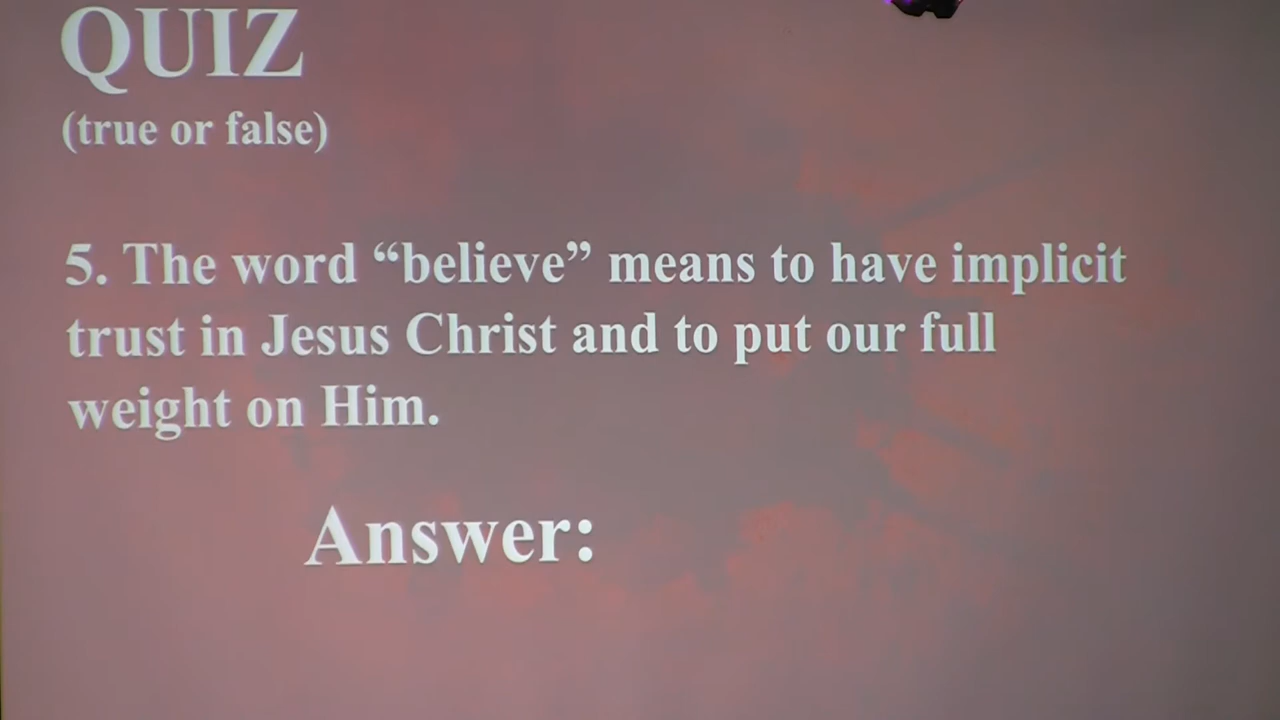 QUIZ
(true or false)
5. The word “believe” means to have implicit
trust in Jesus Christ and to put our full
weight on Him.
Answer: